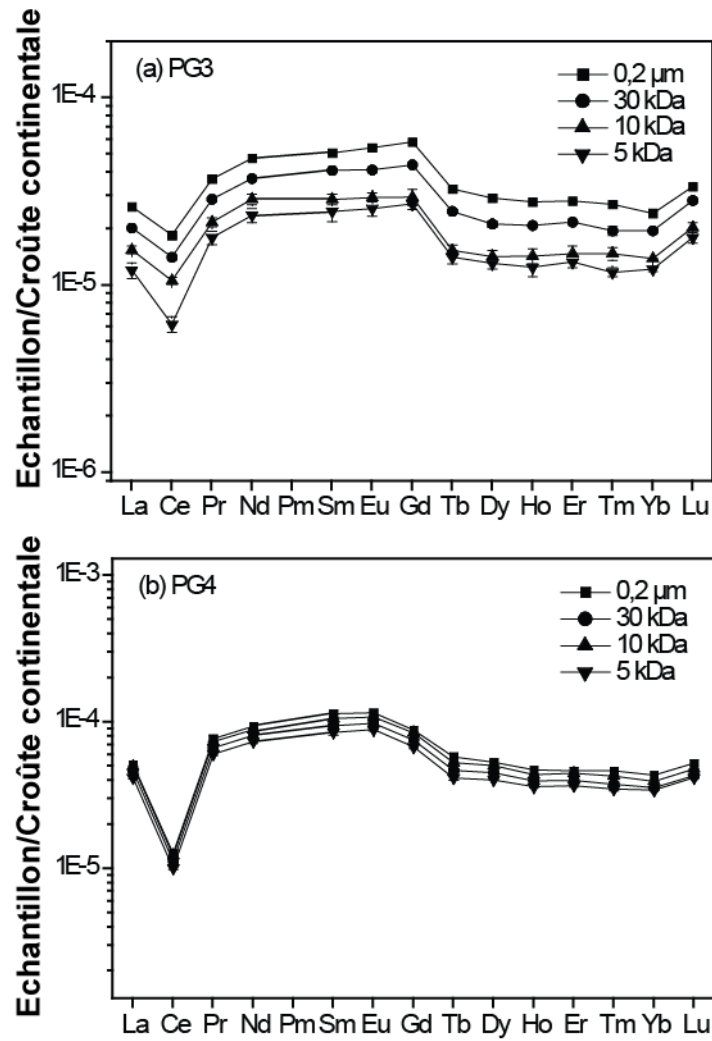 (a) PG3
0,2 µm
30 kDa
10 kDa
5 kDa
1E-4
1E-5
1E-6
Echantillon/Croûte continentale
La Ce Pr Nd Pm Sm Eu Gd Tb Dy Ho Er Tm Yb Lu
(b) PG4
0,2 µm
30 kDa
10 kDa
5 kDa
1E-3
1E-4
1E-5
Echantillon/Croûte continentale
La Ce Pr Nd Pm Sm Eu Gd Tb Dy Ho Er Tm Yb Lu